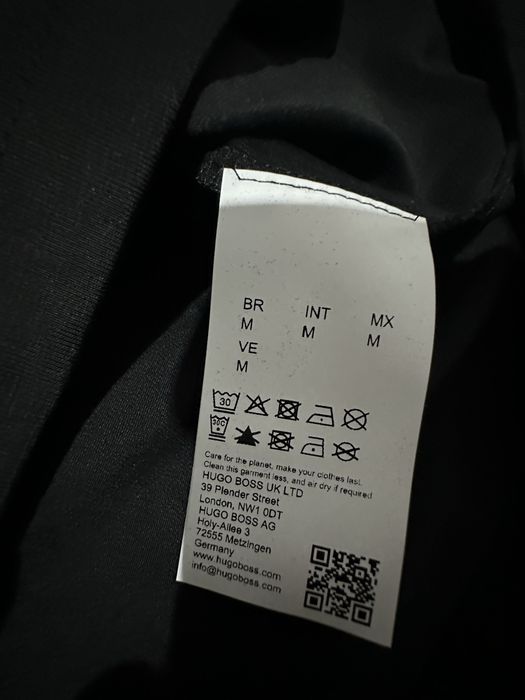 BR INT MX
M M M
VE
M
30
30C
Care for the planet, make your clothes last.
Clean this garment less, and air dry if required
HUGO BOSS UK LTD
39 Plender Street
London, NW1 0DT
HUGO BOSS AG
Holy-Allee 3
72555 Metzingen
Germany
www.hugoboss.com
info@hugoboss.com